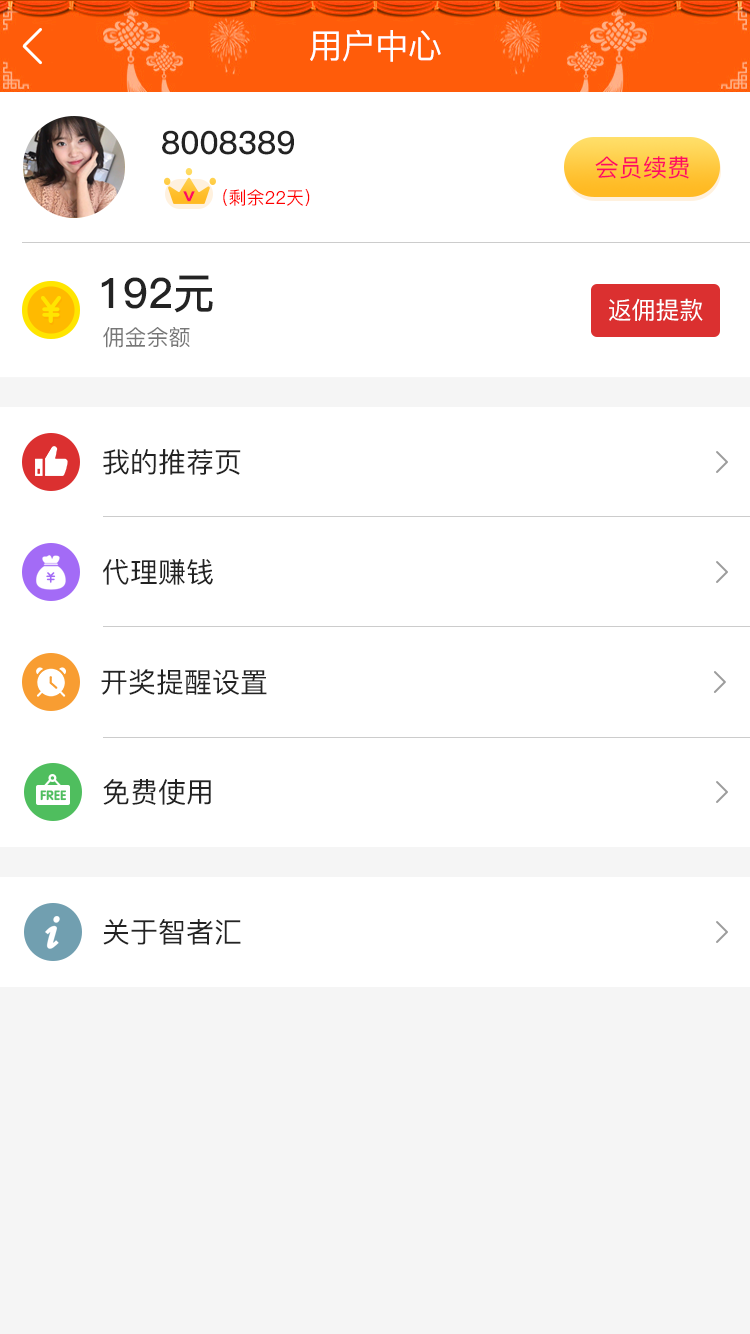 用户中心
8008389
会员续费
V
(剩余22天)
¥
192元
佣金余额
返佣提款
我的推荐页
¥
代理赚钱
开奖提醒设置
FREE
免费使用
i
关于智者汇